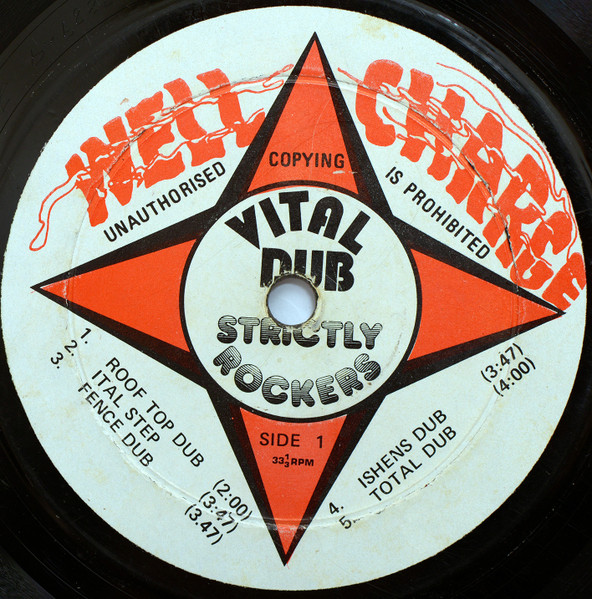 WELL CHARGE
UNAUTHORISED COPYING IS PROHIBITED
VITAL
DUB
STRICTLY
ROCKERS
SIDE 1
33⅓ RPM
1. ROOF TOP DUB (2:00)
2. ITAL STEP (3:47)
3. FENCE DUB (3.47)
4. ISHENS DUB (3:47)
5. TOTAL DUB (4:00)